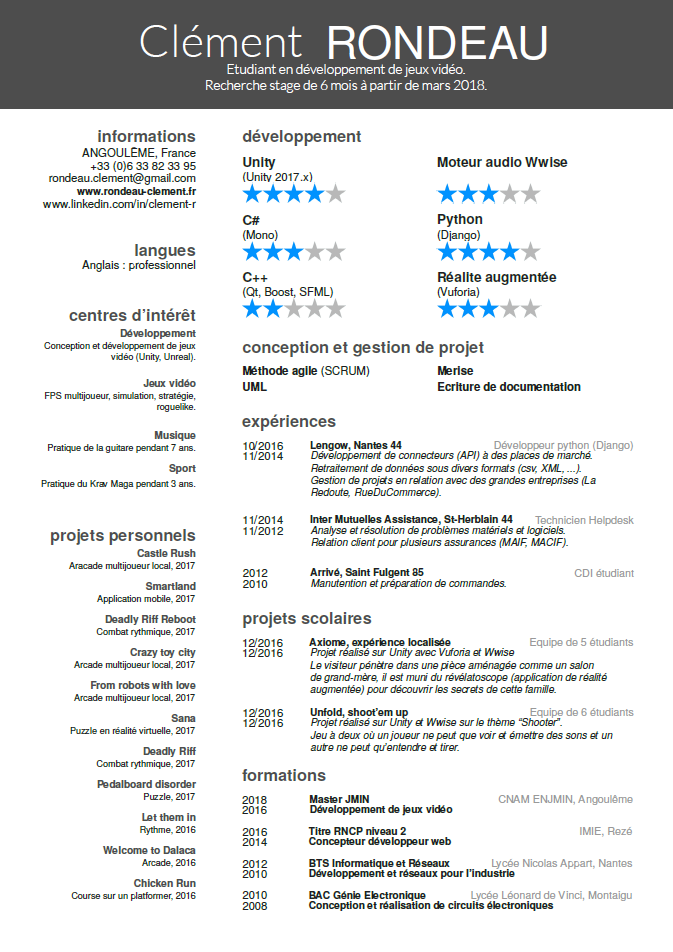 Clément RONDEAU
Etudiant en développement de jeux vidéo.
Recherche stage de 6 mois à partir de mars 2018.
informations
ANGOULÊME, France
+33 (0)6 33 82 33 95
rondeau.clement@gmail.com
www.rondeau-clement.fr
www.linkedin.com/in/clement-r
langues
Anglais : professionnel
centres d'intérêt
Développement
Conception et développement de jeux
vidéo (Unity, Unreal).
Jeux vidéo
FPS multijoueur, simulation, stratégie,
roguelike.
Musique
Pratique de la guitare pendant 7 ans.
Sport
Pratique du Krav Maga pendant 3 ans.
projets personnels
Castle Rush
Aracade multijoueur local, 2017
Smartland
Application mobile, 2017
Deadly Riff Reboot
Combat rythmique, 2017
Crazy toy city
Arcade multijoueur local, 2017
From robots with love
Arcade multijoueur local, 2017
Sana
Puzzle en réalité virtuelle, 2017
Deadly Riff
Combat rythmique, 2017
Pedalboard disorder
Puzzle, 2017
Let them in
Rythme, 2016
Welcome to Dalaca
Arcade, 2016
Chicken Run
Course sur un platformer, 2016
développement
Unity
(Unity 2017.x)
Moteur audio Wwise
C#
(Mono)
Python
(Django)
C++
(Qt, Boost, SFML)
Réalite augmentée
(Vuforia)
conception et gestion de projet
Méthode agile (SCRUM) Merise
UML Ecriture de documentation
expériences
10/2016 Lengow, Nantes 44 Développeur python (Django)
11/2014 Développement de connecteurs (API) à des places de marché.
Retraitement de données sous divers formats (csv, XML, ...).
Gestion de projets en relation avec des grandes entreprises (La
Redoute, RueDuCommerce).
11/2014 Inter Mutuelles Assistance, St-Herblain 44 Technicien Helpdesk
11/2012 Analyse et résolution de problèmes matériels et logiciels.
Relation client pour plusieurs assurances (MAIF, MACIF).
2012 Arrivé, Saint Fulgent 85 CDI étudiant
2010 Manutention et préparation de commandes.
projets scolaires
12/2016 Axiome, expérience localisée Equipe de 5 étudiants
12/2016 Projet réalisé sur Unity avec Vuforia et Wwise
Le visiteur pénètre dans une pièce aménagée comme un salon
de grand-mère, il est muni du révélatoscope (application de réalité
augmentée) pour découvrir les secrets de cette famille.
12/2016 Unfold, shoot'em up Equipe de 6 étudiants
12/2016 Projet réalisé sur Unity et Wwise sur le thème “Shooter”.
Jeu à deux où un joueur ne peut que voir et émettre des sons et un
autre ne peut qu'entendre et tirer.
formations
2018 Master JMIN CNAM ENJMIN, Angoulême
2016 Développement de jeux vidéo
2016 Titre RNCP niveau 2 IMIE, Rezé
2014 Concepteur développeur web
2012 BTS Informatique et Réseaux Lycée Nicolas Appart, Nantes
2010 Développement et réseaux pour l'industrie
2010 BAC Génie Electronique Lycée Léonard de Vinci, Montaigu
2008 Conception et réalisation de circuits électroniques